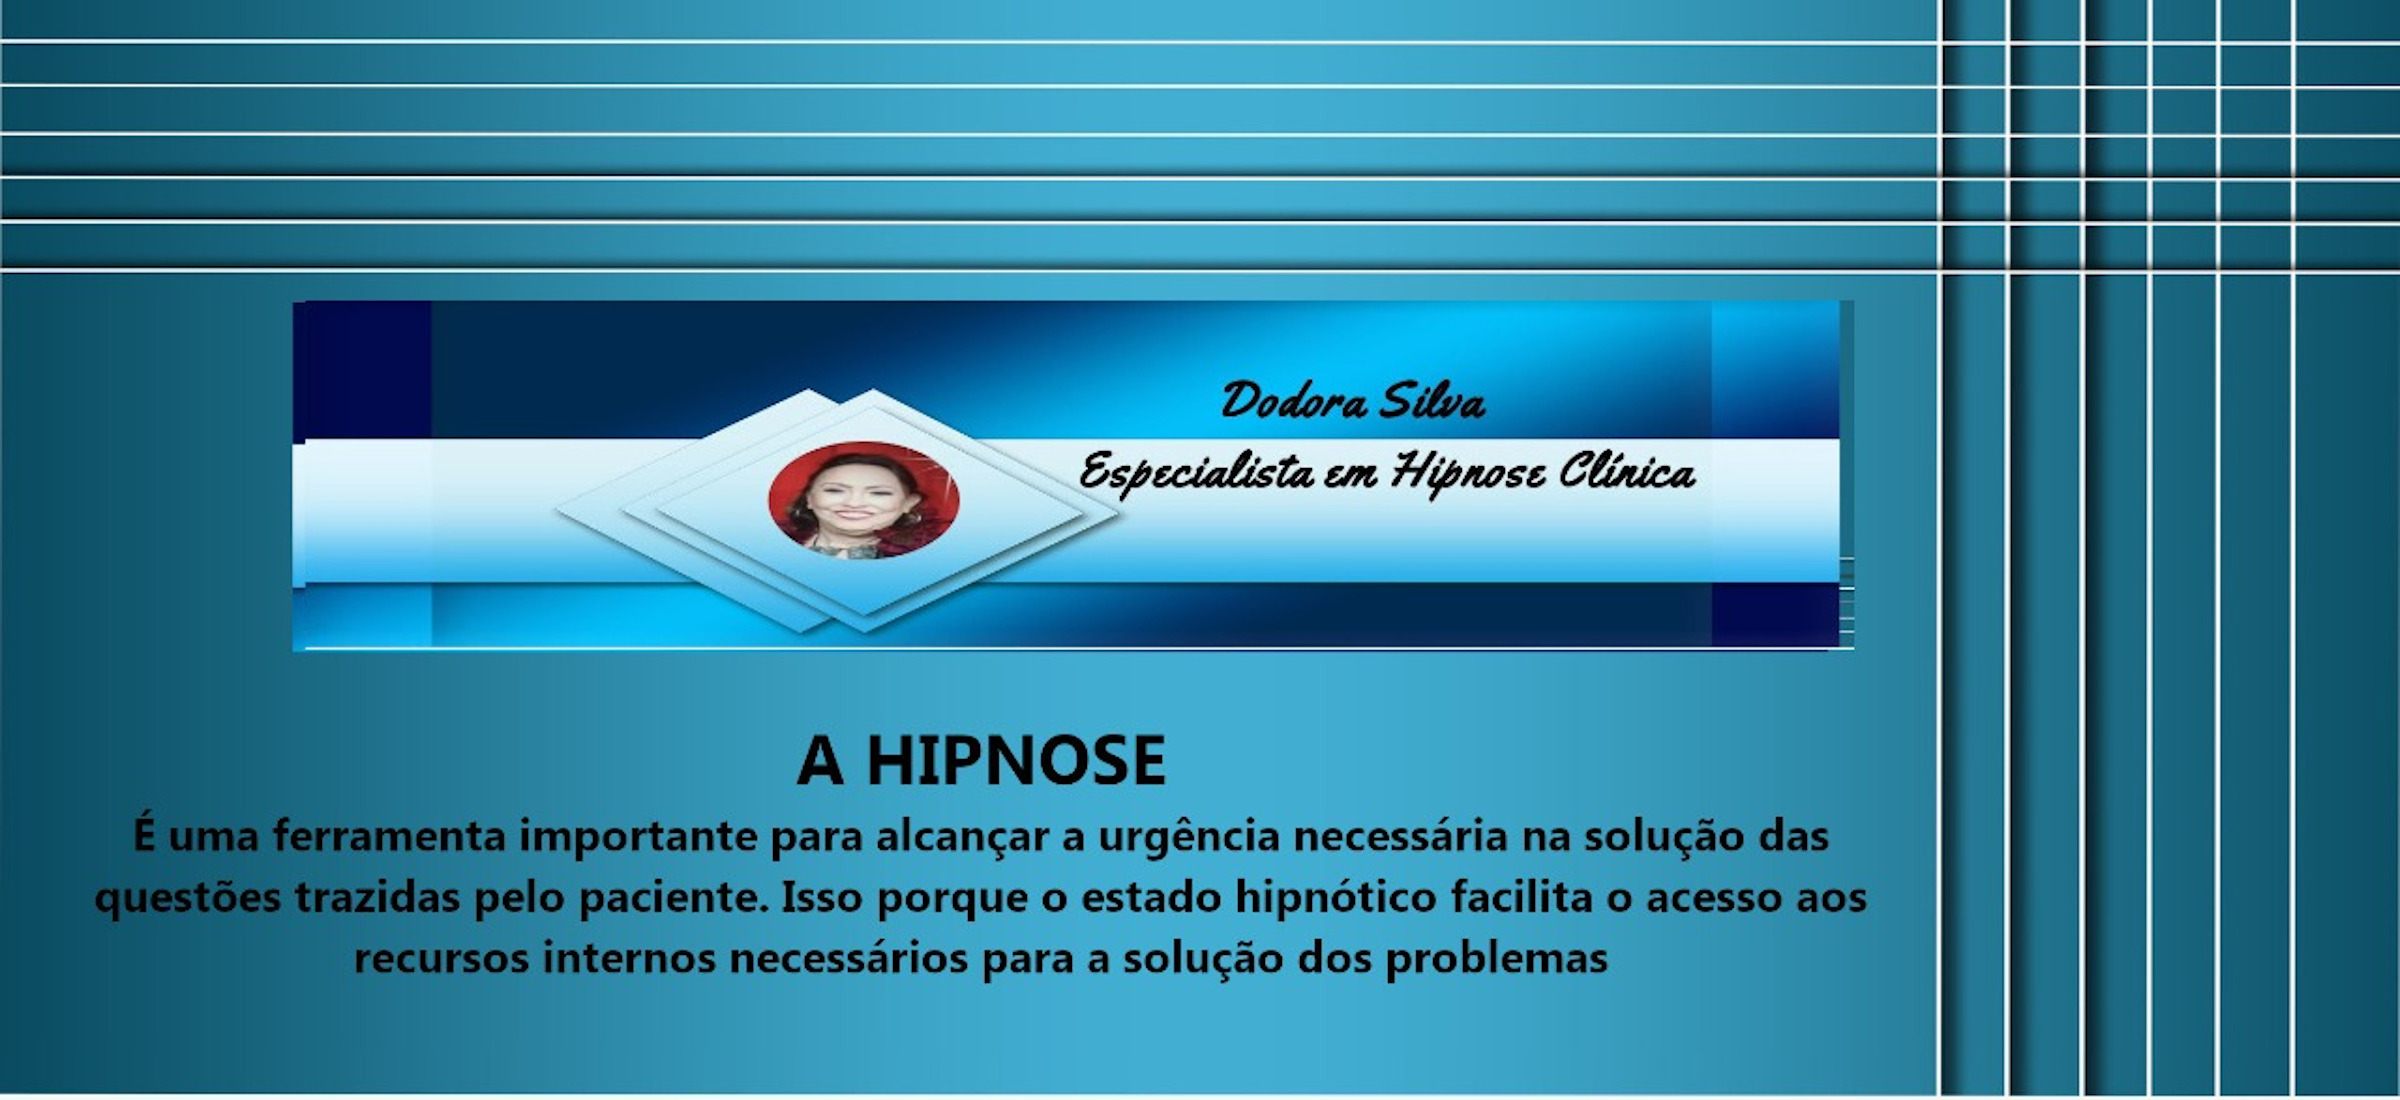 Dodora Silva
Especialista em Hipnose Clínica
A HIPNOSE
É uma ferramenta importante para alcançar a urgência necessária na solução das
questões trazidas pelo paciente. Isso porque o estado hipnótico facilita o acesso aos
recursos internos necessários para a solução dos problemas